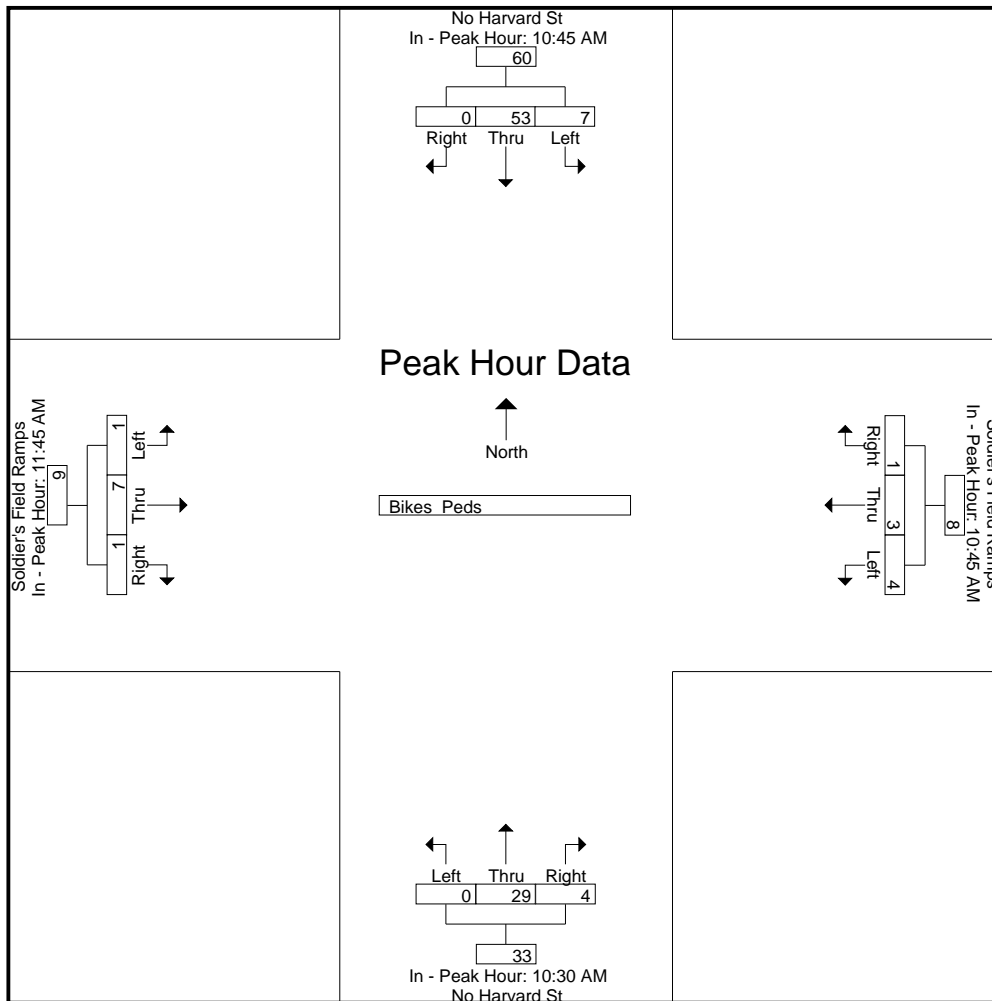 No Harvard St
In - Peak Hour: 10:45 AM
60
0 53 7
Right Thru Left
Peak Hour Data
North
Bikes Peds
Soldier's Field Ramps
In - Peak Hour: 11:45 AM
9
1 7 1
Left Thru Right
Soldier's Field Ramps
In - Peak Hour: 10:45 AM
8
1 3 4
Right Thru Left
Left Thru Right
0 29 4
33
In - Peak Hour: 10:30 AM
No Harvard St